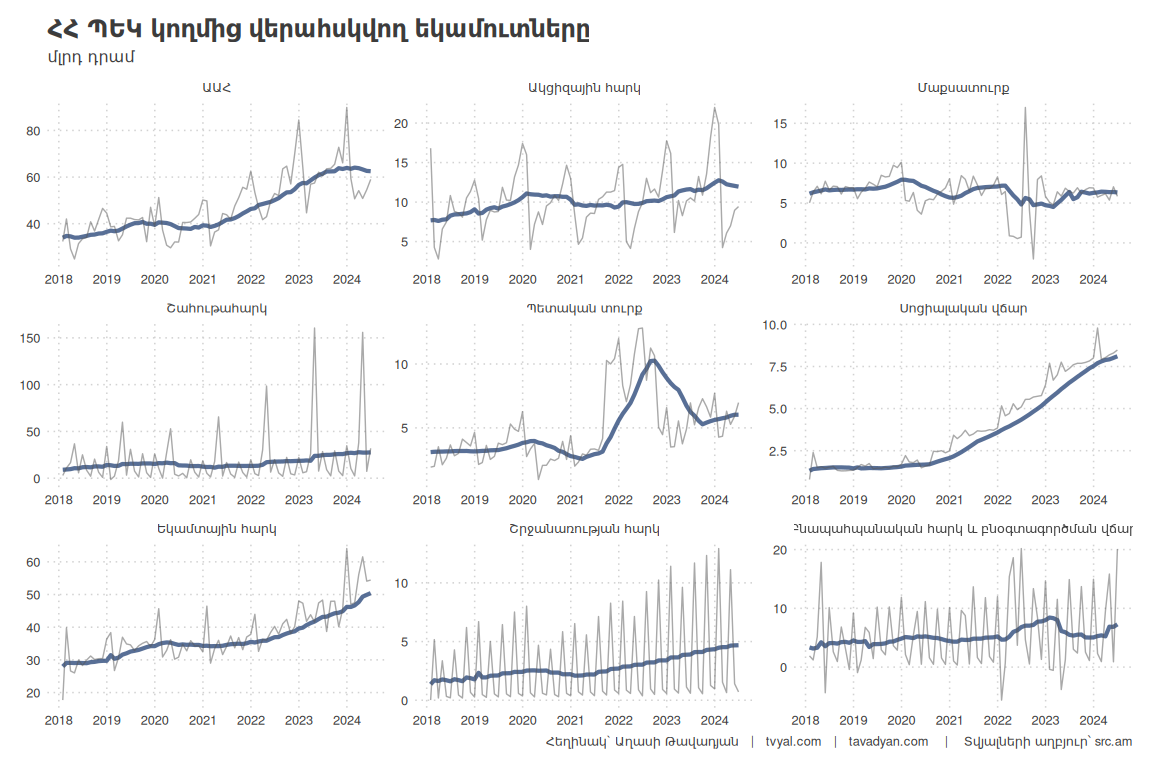 ՀՀ ՊԵԿ կողմից վերահսկվող եկամուտները
մլրդ դրամ
ԱԱՀ
Ակցիզային հարկ
Մաքսատուրք
80
60
40
2018 2019 2020 2021 2022 2023 2024
20
15
10
5
2018 2019 2020 2021 2022 2023 2024
15
10
5
0
2018 2019 2020 2021 2022 2023 2024
Շահութահարկ
Պետական տուրք
Սոցիալական վճար
150
100
50
0
2018 2019 2020 2021 2022 2023 2024
10
5
2018 2019 2020 2021 2022 2023 2024
10.0
7.5
5.0
2.5
2018 2019 2020 2021 2022 2023 2024
Եկամտային հարկ
Շրջանառության հարկ
հարկ և բնօգտագործման
60
50
40
30
20
2018 2019 2020 2021 2022 2023 2024
10
5
0
2018 2019 2020 2021 2022 2023 2024
20
10
0
2018 2019 2020 2021 2022 2023 2024
Հեղինակ՝ Աղասի Թավադյան | tvyal.com | tavadyan.com | Տվյալների աղբյուր՝ src.am